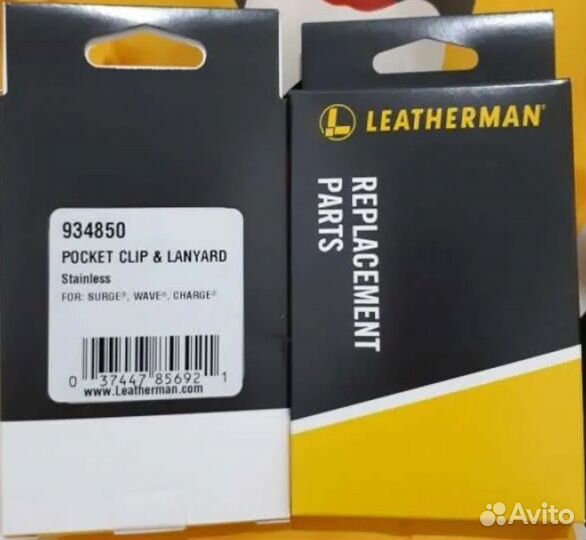 934850
POCKET CLIP & LANYARD
Stainless
FOR: SURGE®, WAVE®, CHARGE®
0 37447 85692 1
www.Leatherman.com
LEATHERMAN®
REPLACEMENT
PARTS
Avito